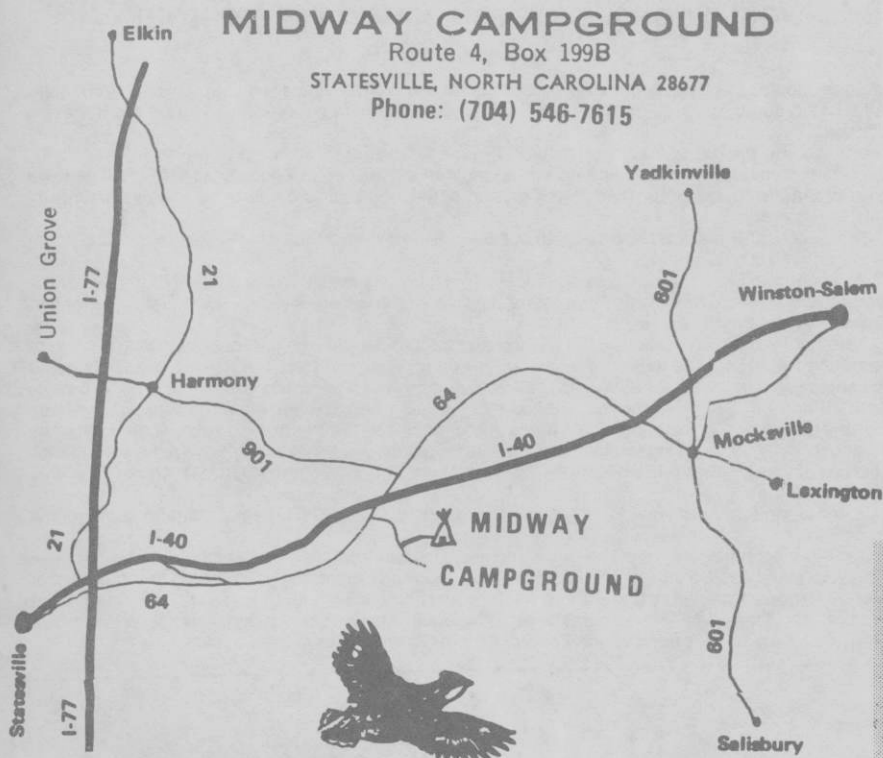 MIDWAY CAMPGROUND
Route 4, Box 199B
STATESVILLE, NORTH CAROLINA 28677
Phone: (704) 546-7615
Elkin
Yadkinville
Union Grove
I-77
21
601
Winston-Salem
Harmony
64
901
I-40
Mocksville
Lexington
MIDWAY
CAMPGROUND
21
I-40
64
Statesville
I-77
601
Salisbury